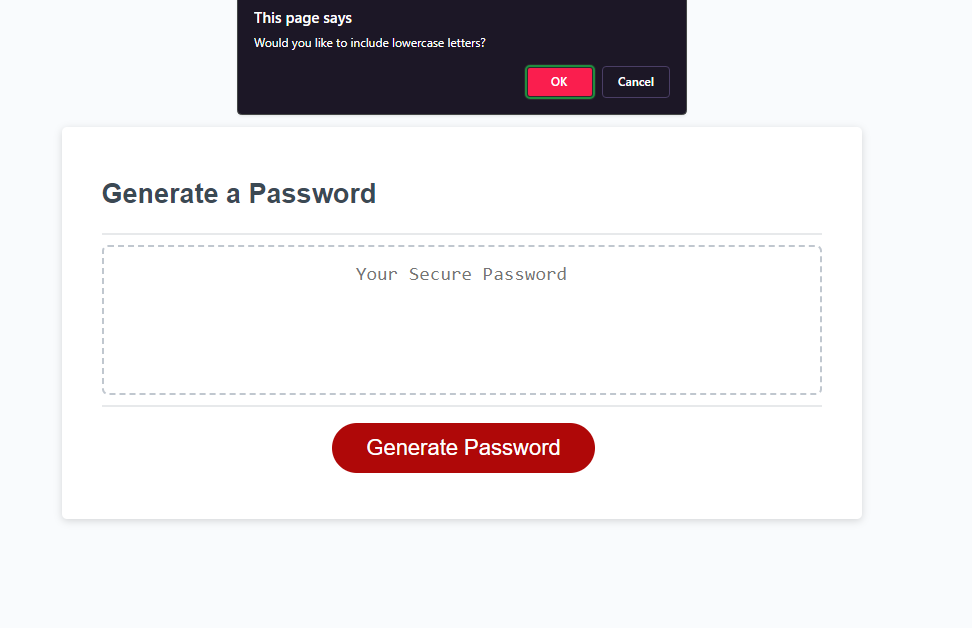 This page says
Would you like to include lowercase letters?
OK
Cancel
Generate a Password
Your Secure Password
Generate Password